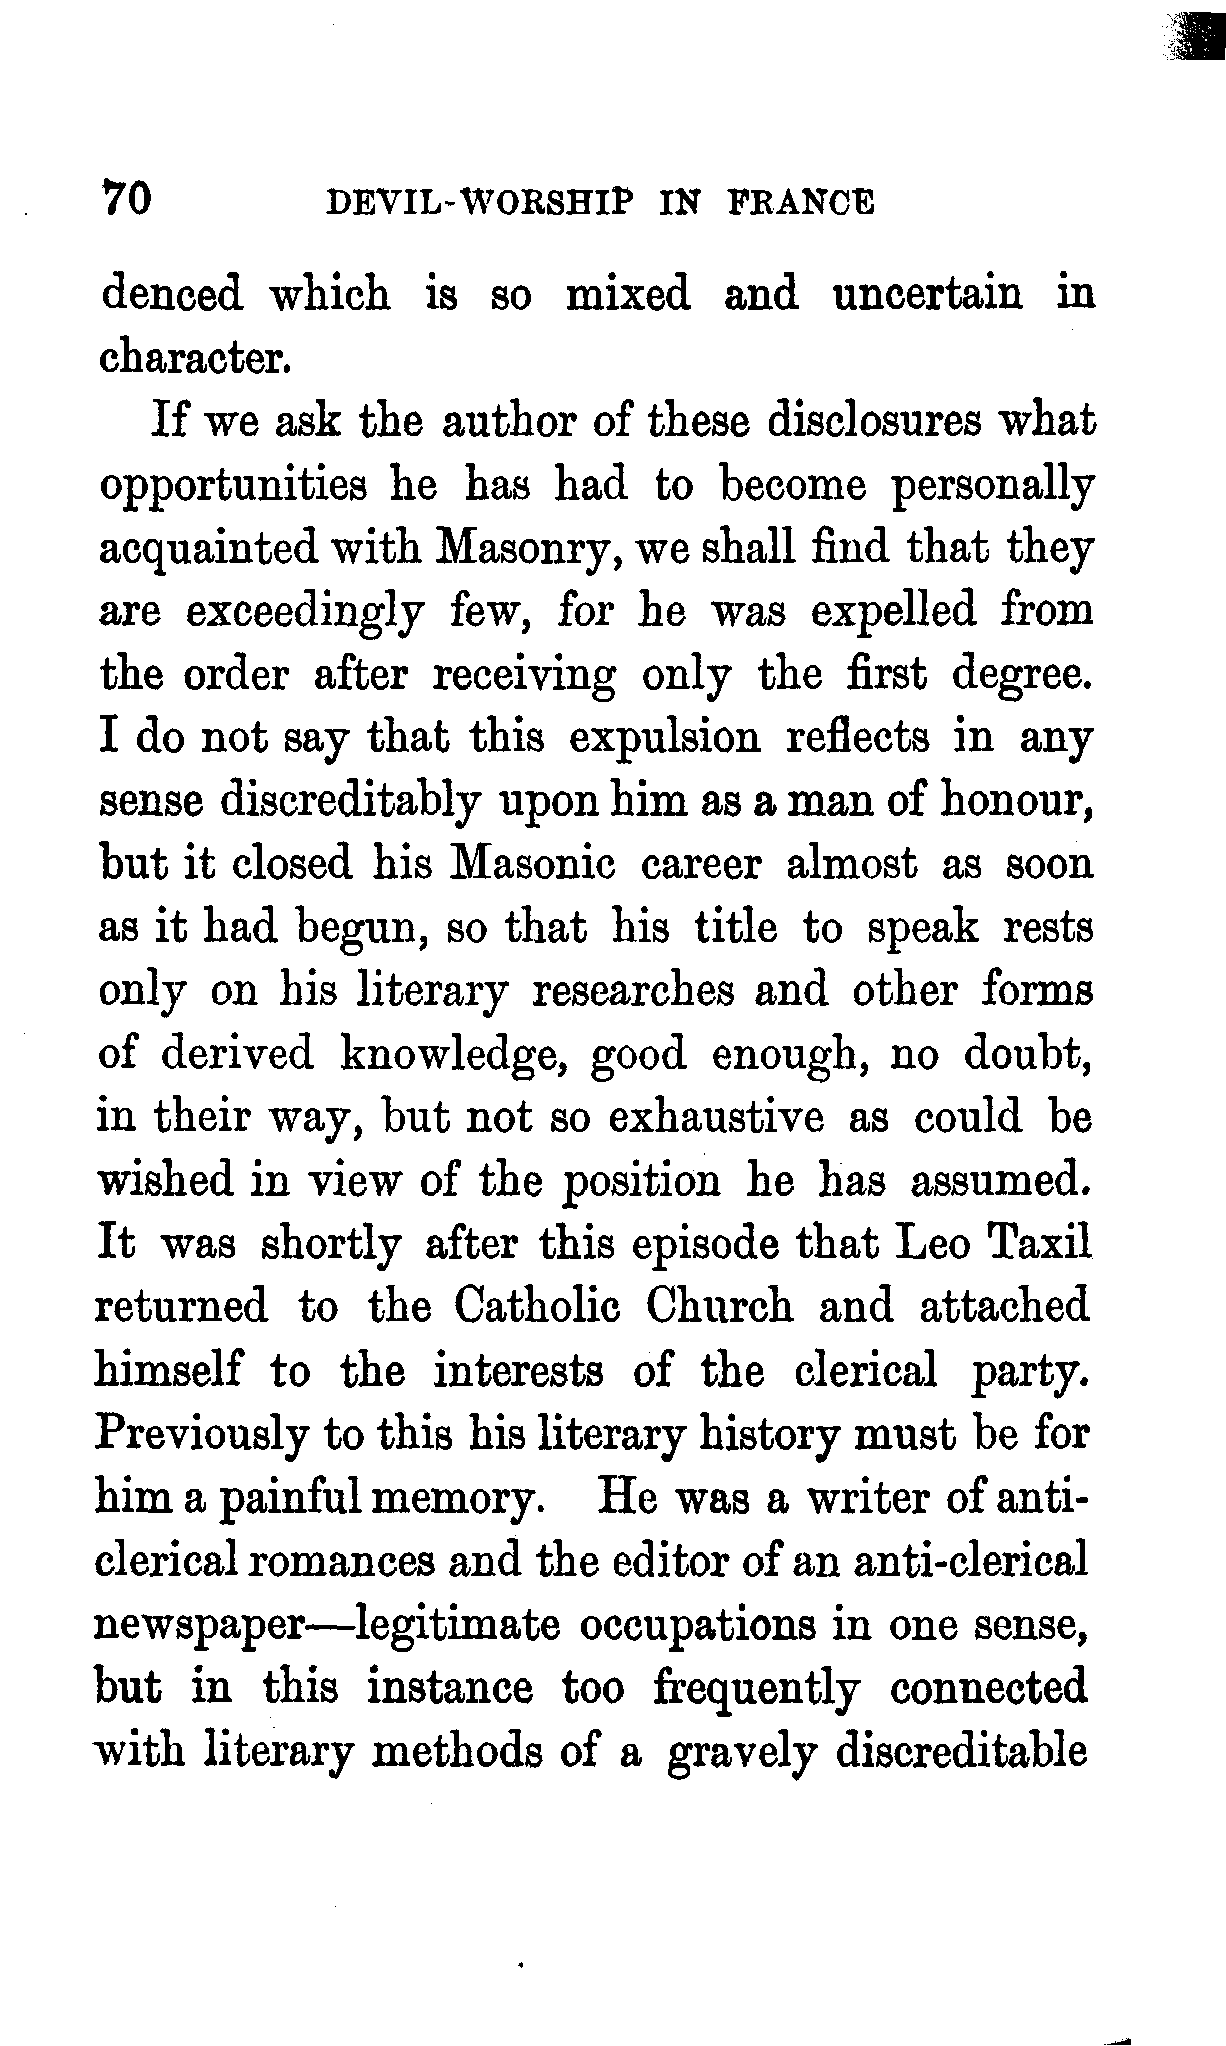 70 DEVIL-WORSHIP IN FRANCE
denced which is so mixed and uncertain in
character.
If we ask the author of these disclosures what
opportunities he has had to become personally
acquainted with Masonry, we shall find that they
are exceedingly few, for he was expelled from
the order after receiving only the first degree.
I do not say that this expulsion reflects in any
sense discreditably upon him as a man of honour,
but it closed his Masonic career almost as soon
as it had begun, so that his title to speak rests
only on his literary researches and other forms
of derived knowledge, good enough, no doubt,
in their way, but not so exhaustive as could be
wished in view of the position he has assumed.
It was shortly after this episode that Leo Taxil
returned to the Catholic Church and attached
himself to the interests of the clerical party.
Previously to this his literary history must be for
him a painful memory. He was a writer of anti-
clerical romances and the editor of an anti-clerical
newspaper—legitimate occupations in one sense,
but in this instance too frequently connected
with literary methods of a gravely discreditable